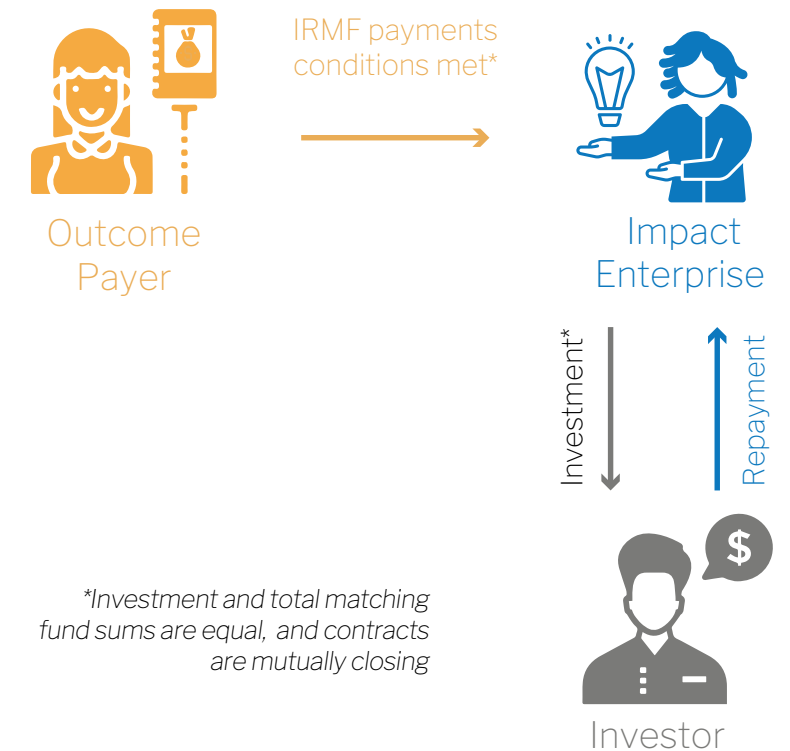 IRMF payments
conditions met*
Outcome
Payer
Impact
Enterprise
Investment*
Repayment
$
*Investment and total matching
fund sums are equal, and contracts
are mutually closing
Investor